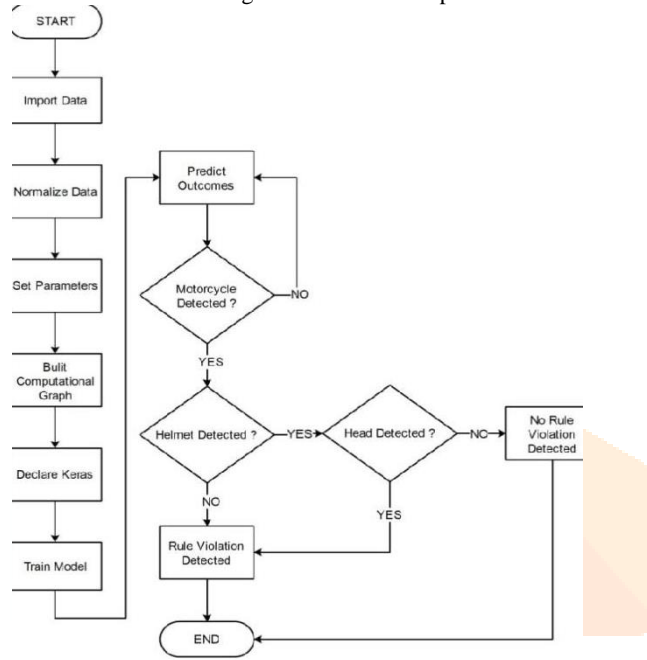 START
Import Data
Normalize Data
Set Parameters
Bulit
Computational
Graph
Declare Keras
Train Model
Predict
Outcomes
Motorcycle
Detected ?
NO
YES
Helmet Detected ?
YES
Head Detected ?
NO
No Rule
Violation
Detected
NO
YES
Rule Violation
Detected
END